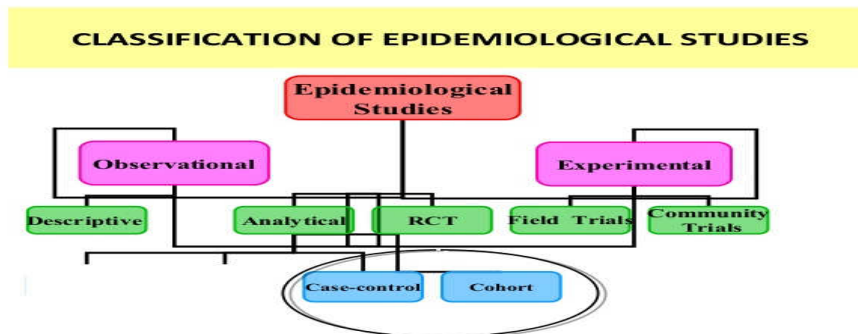 CLASSIFICATION OF EPIDEMIOLOGICAL STUDIES
Epidemiological
Studies
Observational
Experimental
Descriptive
Analytical
RCT
Field Trials
Community
Trials
Case-control
Cohort